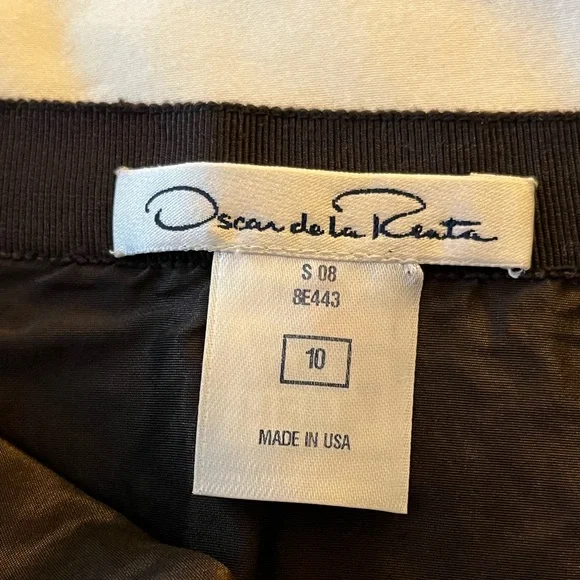 Oscar de la Renta
S 08
8E443
10
MADE IN USA